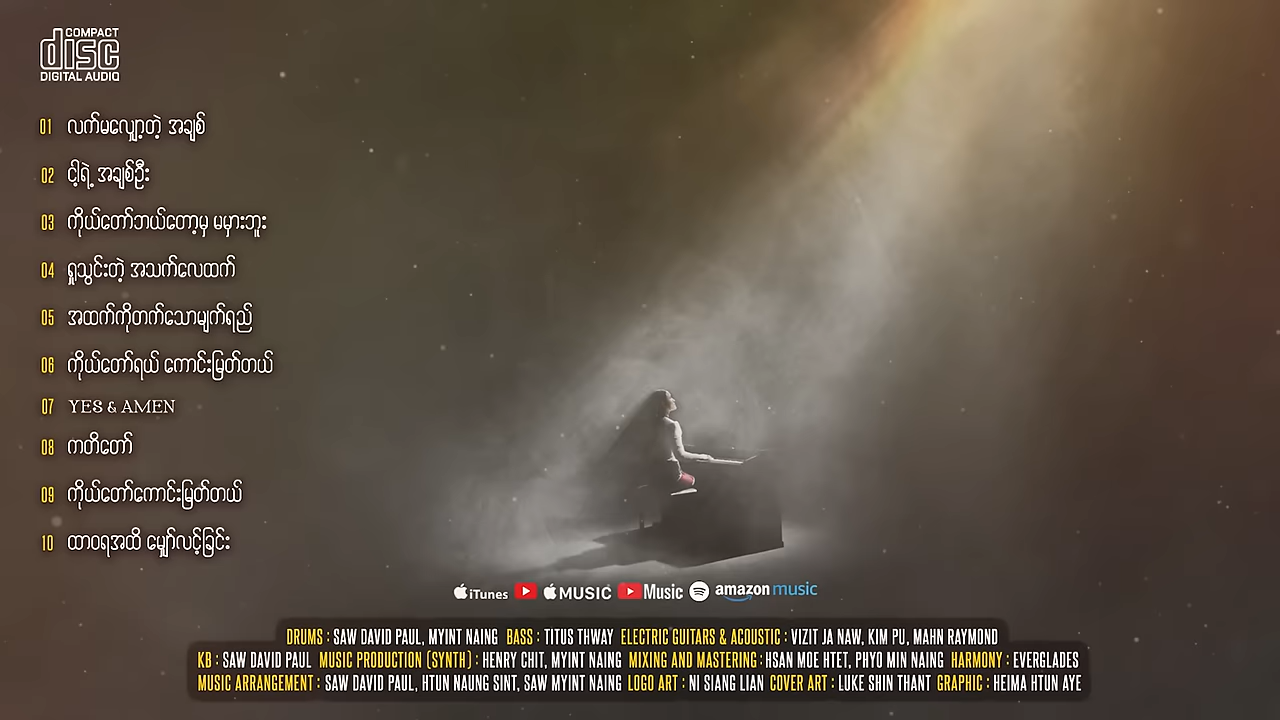 COMPACT
disc
DIGITAL AUDIO
01 လက်မလျှော့တဲ့ အချစ်
02 ငါ့ရဲ့ အချစ်ဦး
03 ကိုယ်တော်ဘယ်တော့မှ မမှားဘူး
04 ရှူသွင်းတဲ့ အသက်လေထက်
05 အထက်ကိုတက်သောမျက်ရည်
06 ကိုယ်တော်ရယ် ကောင်းမြတ်တယ်
07 YES & AMEN
08 ကတိတော်
09 ကိုယ်တော်ကောင်းမြတ်တယ်
10 ထာဝရအထိ မျှော်လင့်ခြင်း
iTunes MUSIC Music amazon music
DRUMS : SAW DAVID PAUL, MYINT NAING BASS : TITUS THWAY ELECTRIC GUITARS & ACOUSTIC : VIZIT JA NAW, KIM PU, MAHN RAYMOND
KB : SAW DAVID PAUL MUSIC PRODUCTION (SYNTH) : HENRY CHIT, MYINT NAING MIXING AND MASTERING : HSAN MOE HTET, PHYO MIN NAING HARMONY : EVERGLADES
MUSIC ARRANGEMENT : SAW DAVID PAUL, HTUN NAUNG SINT, SAW MYINT NAING LOGO ART : NI SIANG LIAN COVER ART : LUKE SHIN THANT GRAPHIC : HEIMA HTUN AYE